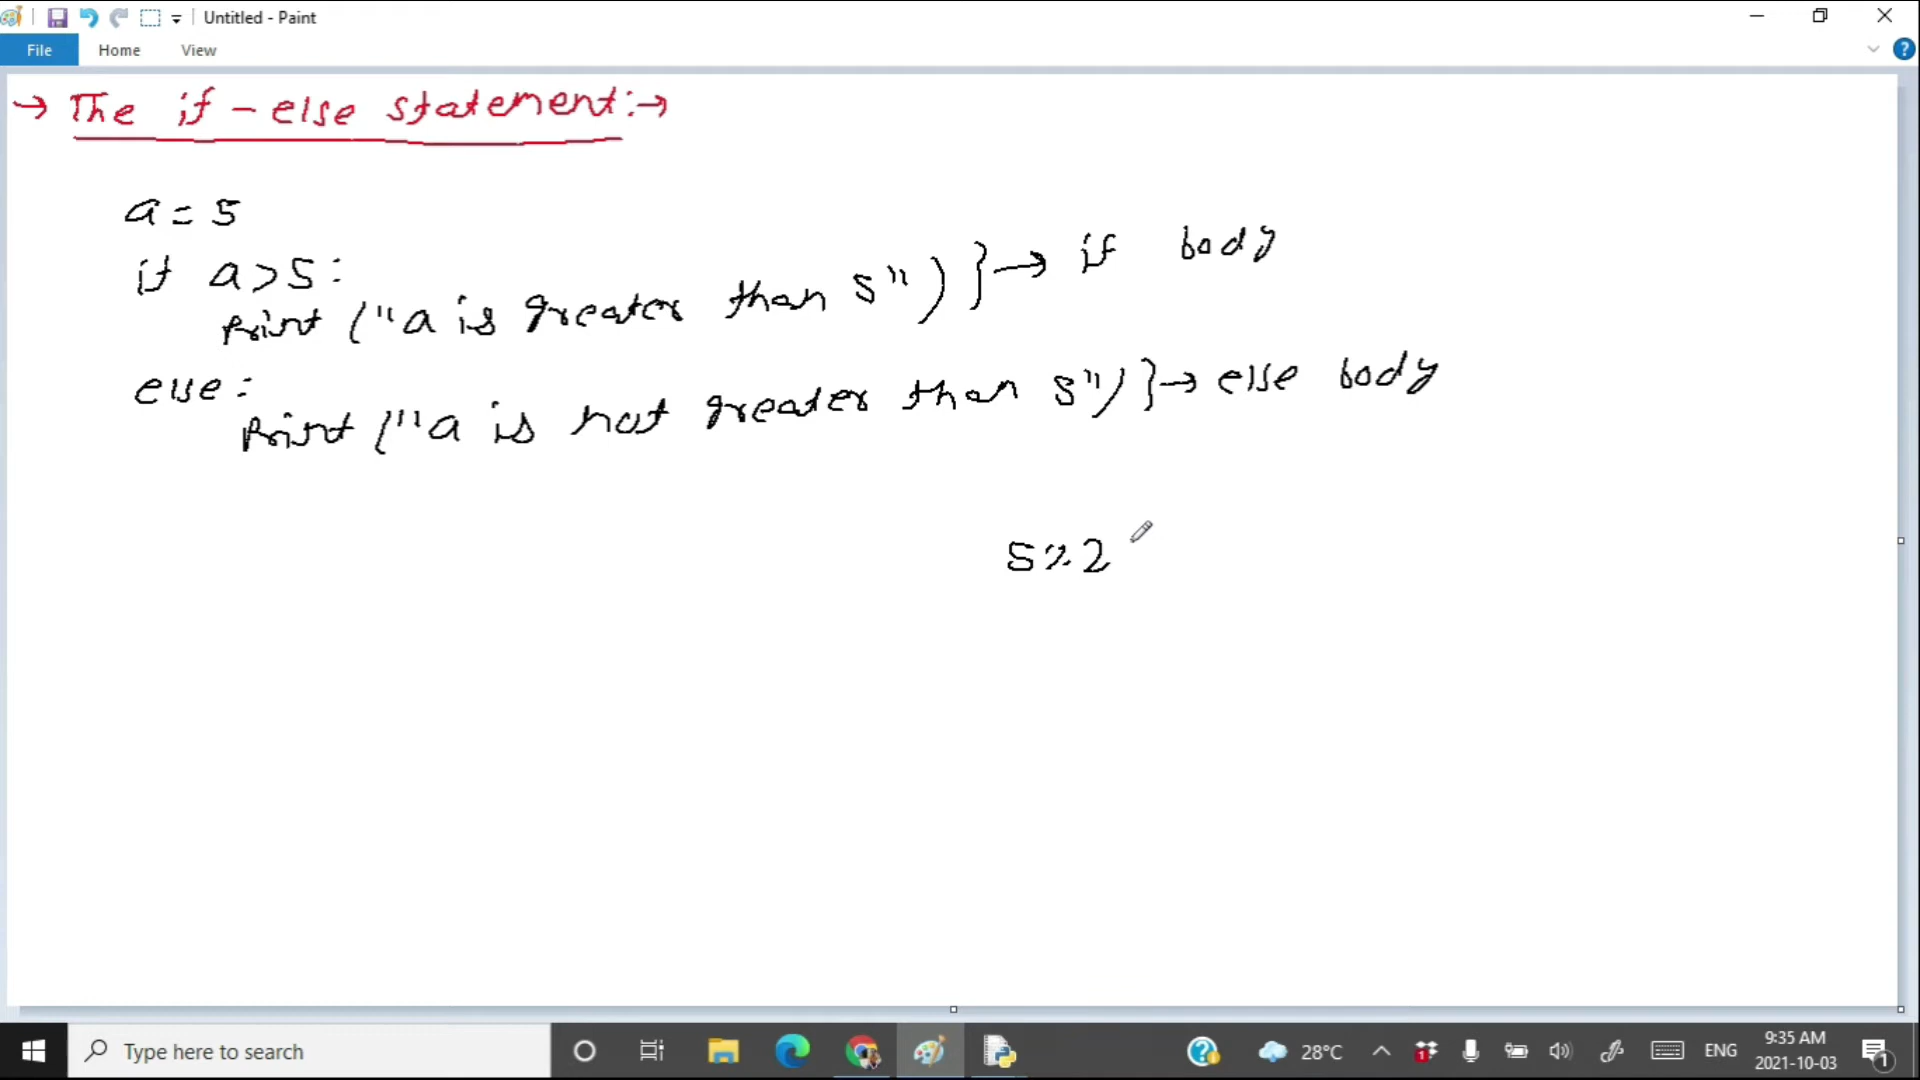 Untitled - Paint
File Home View
→ The if - else statement:→
a = 5
if a > 5:
print ("a is greater than 5") } → if body
else:
print ("a is not greater than 5") } → else body
5%2
Type here to search
28°C
1
ENG
9:35 AM
2021-10-03
1